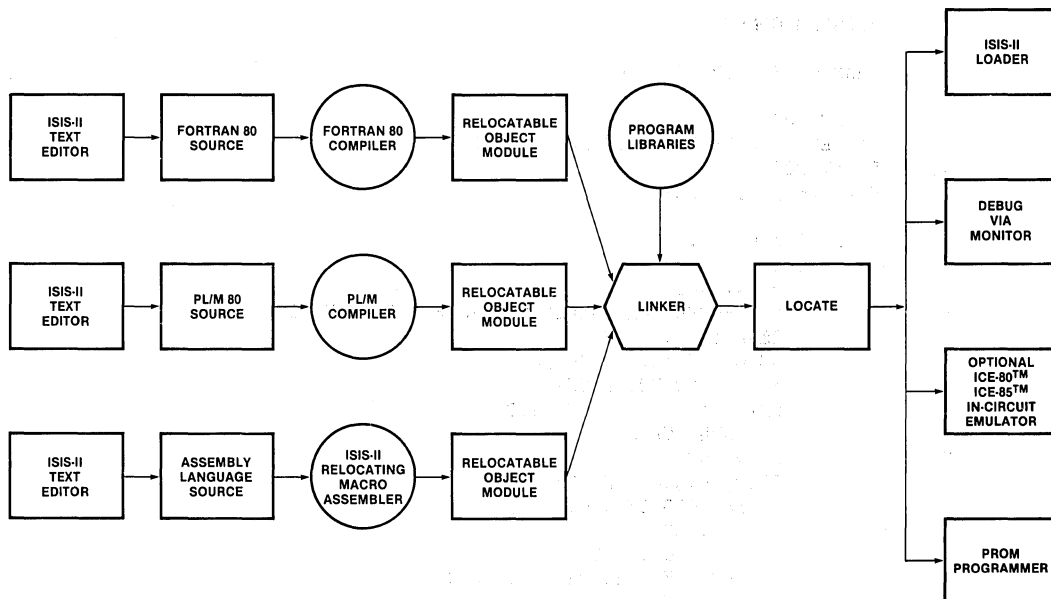 ISIS-II
TEXT
EDITOR
FORTRAN 80
SOURCE
FORTRAN 80
COMPILER
RELOCATABLE
OBJECT
MODULE
PROGRAM
LIBRARIES
ISIS-II
TEXT
EDITOR
PL/M 80
SOURCE
PL/M
COMPILER
RELOCATABLE
OBJECT
MODULE
LINKER
LOCATE
ISIS-II
TEXT
EDITOR
ASSEMBLY
LANGUAGE
SOURCE
ISIS-II
RELOCATING
MACRO
ASSEMBLER
RELOCATABLE
OBJECT
MODULE
ISIS-II
LOADER
DEBUG
VIA
MONITOR
OPTIONAL
ICE-80™
ICE-85™
IN-CIRCUIT
EMULATOR
PROM
PROGRAMMER